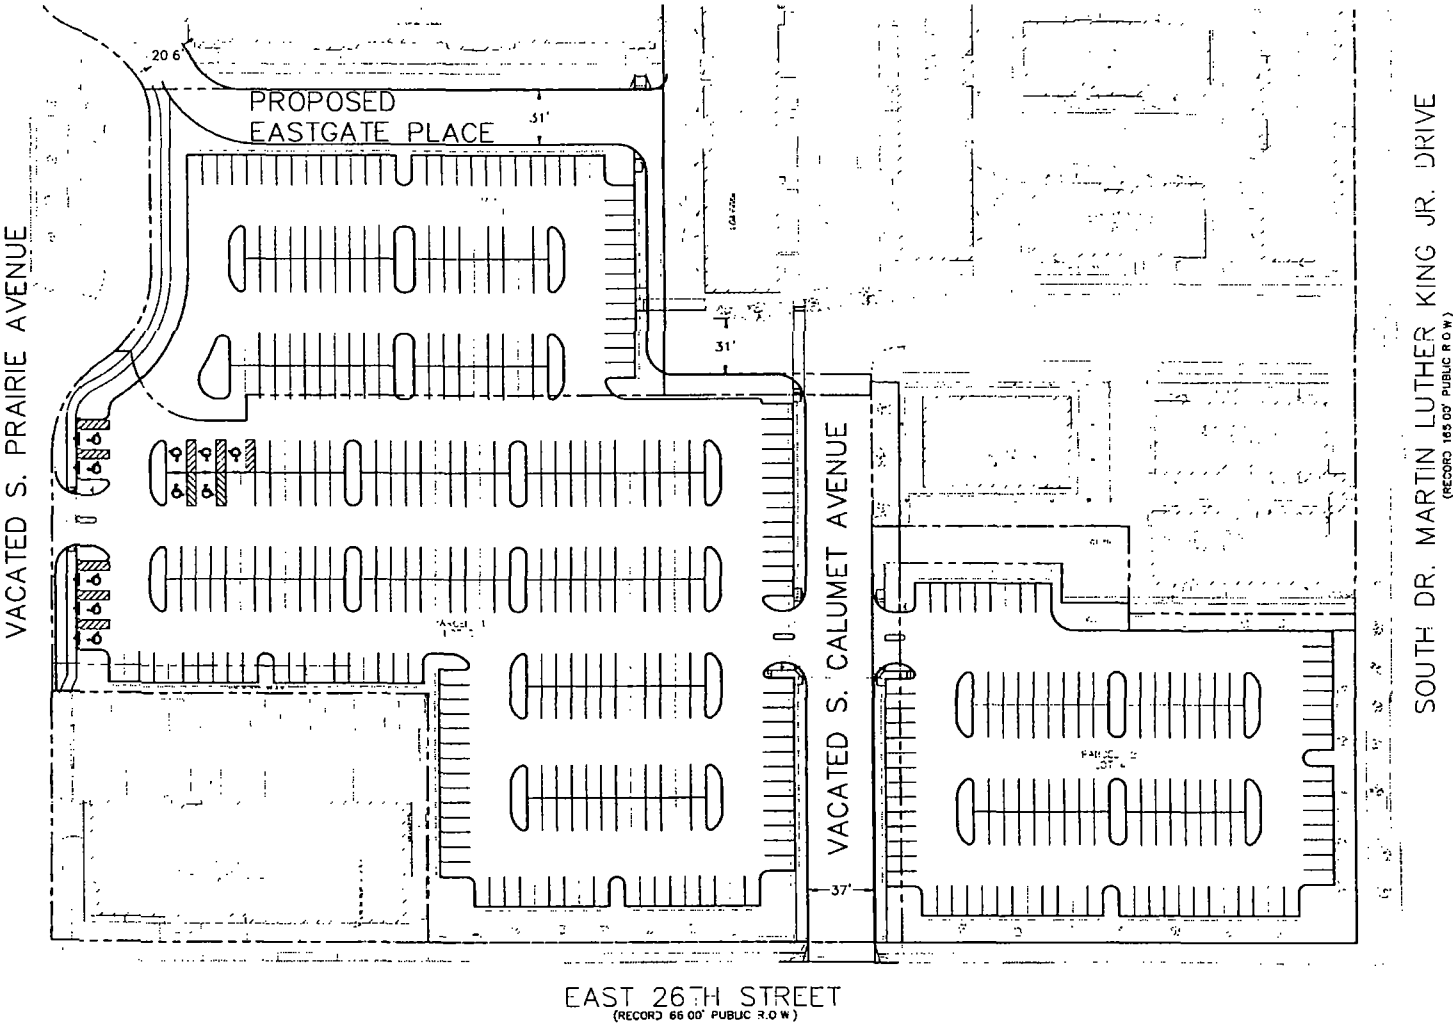 20 6'
PROPOSED
EASTGATE PLACE
31'
31'
VACATED S. PRAIRIE AVENUE
VACATED S. CALUMET AVENUE
SOUTH DR. MARTIN LUTHER KING JR. DRIVE
(RECORD 165 00' PUBLIC R O W)
37'
EAST 26TH STREET
(RECORD 66 00' PUBLIC R.O W)